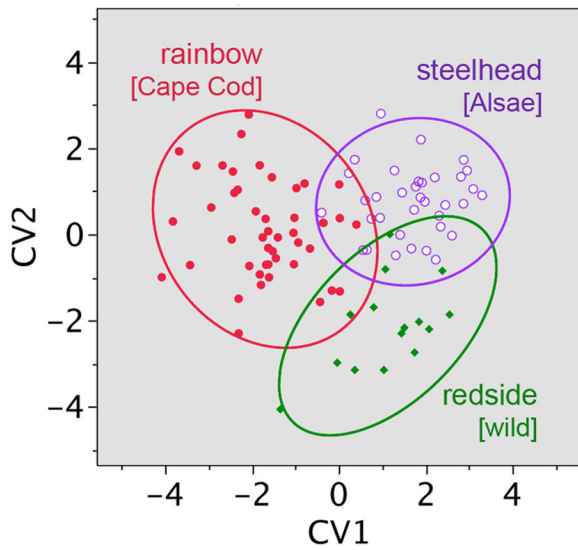 rainbow
[Cape Cod]
steelhead
[Alsae]
redside
[wild]
CV2
4
2
0
−2
−4
−4 −2 0 2 4
CV1